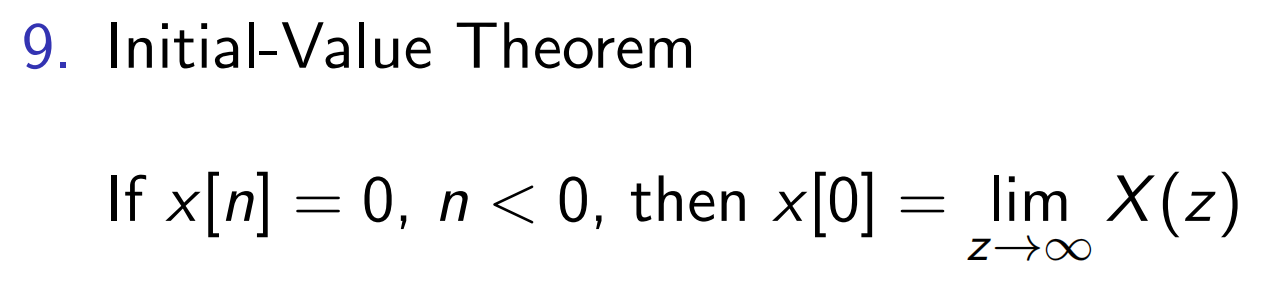 9. Initial-Value Theorem
If x[n] = 0, n < 0, then x[0] = lim X(z)
z→∞